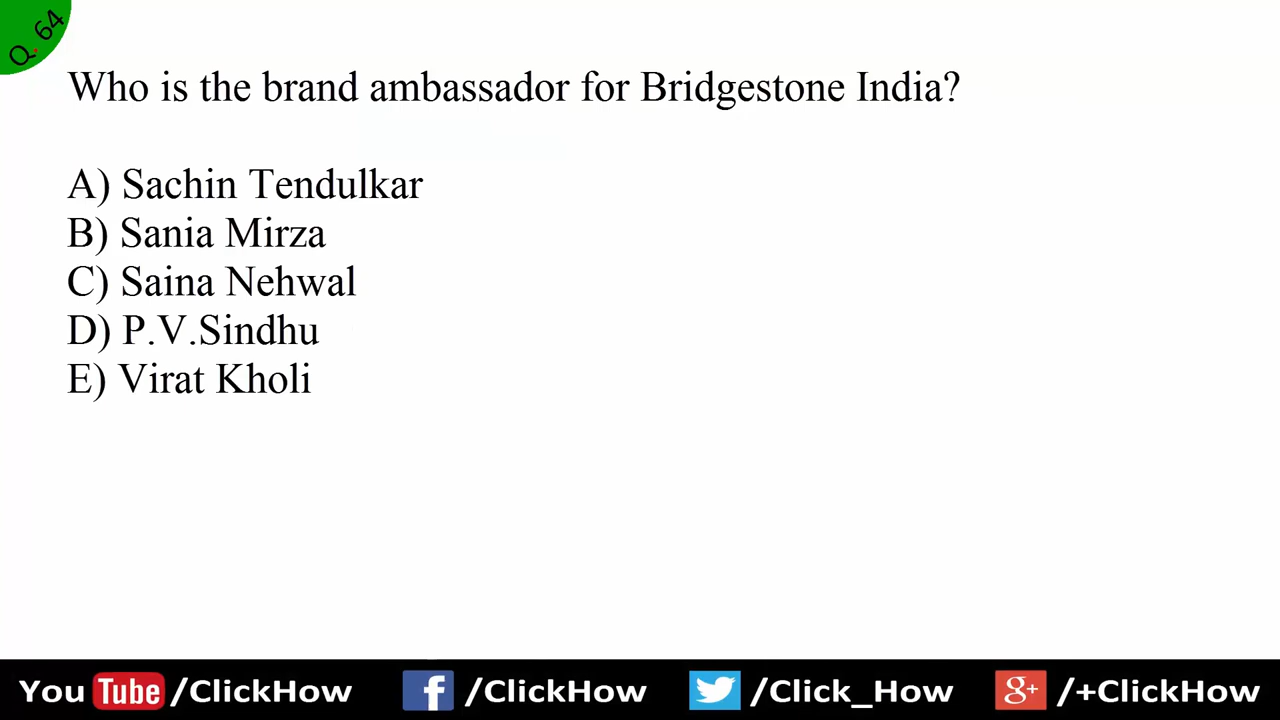 Q. 64
Who is the brand ambassador for Bridgestone India?
A) Sachin Tendulkar
B) Sania Mirza
C) Saina Nehwal
D) P.V.Sindhu
E) Virat Kholi
You Tube /ClickHow f /ClickHow /Click_How g+ /+ClickHow